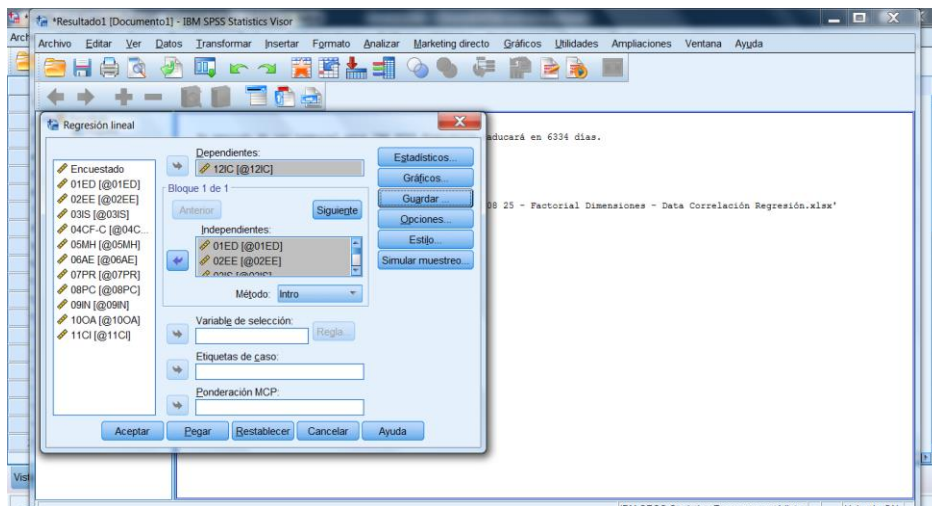 *Resultado1 [Documento1] - IBM SPSS Statistics Visor
Archivo Editar Ver Datos Transformar Insertar Formato Analizar Marketing directo Gráficos Utilidades Ampliaciones Ventana Ayuda
Regresión lineal
aducará en 6334 días.
08 25 - Factorial Dimensiones - Data Correlación Regresión.xlsx'
Encuestado
01ED [@01ED]
02EE [@02EE]
03IS [@03IS]
04CF-C [@04C...
05MH [@05MH]
06AE [@06AE]
07PR [@07PR]
08PC [@08PC]
09IN [@09IN]
10OA [@10OA]
11CI [@11CI]
Dependientes:
12IC [@12IC]
Bloque 1 de 1
Anterior
Siguiente
Independientes:
01ED [@01ED]
02EE [@02EE]
Método: Intro
Variable de selección:
Regla...
Etiquetas de caso:
Ponderación MCP:
Estadísticos...
Gráficos...
Guardar ...
Opciones...
Estilo...
Simular muestreo...
Aceptar Pegar Restablecer Cancelar Ayuda